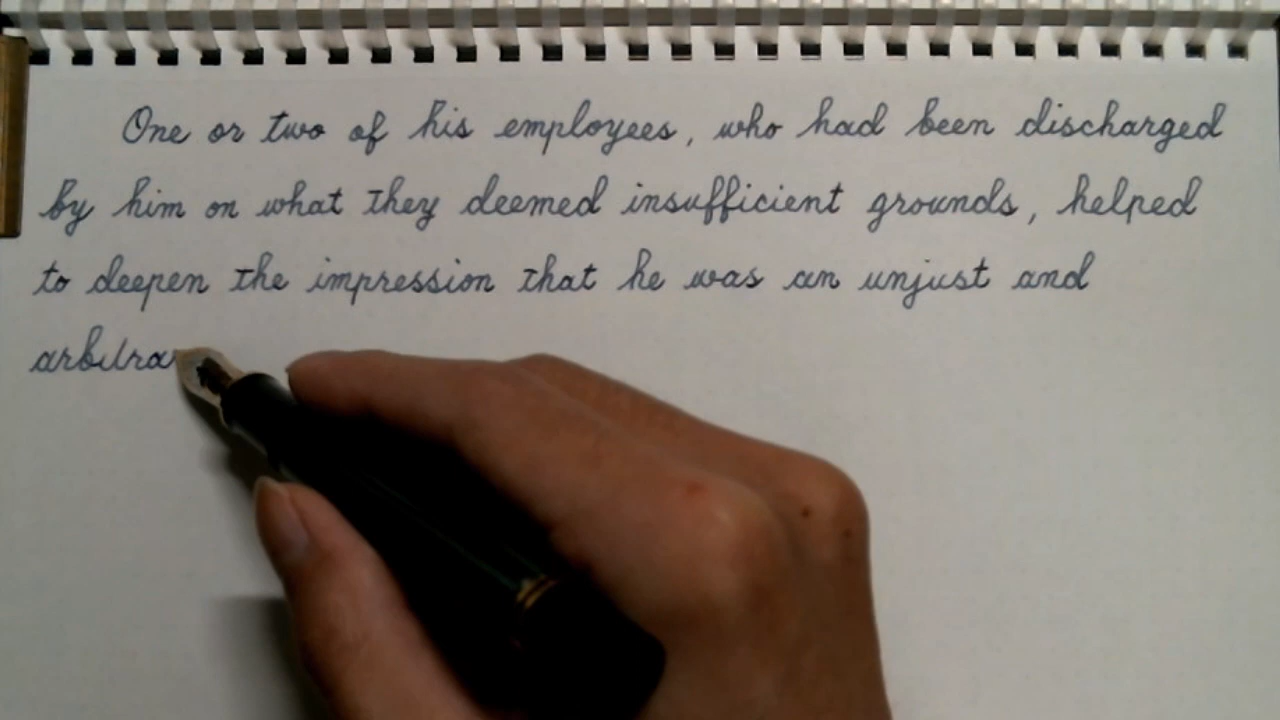 One or two of his employees, who had been discharged
by him on what they deemed insufficient grounds, helped
to deepen the impression that he was an unjust and
arbitra